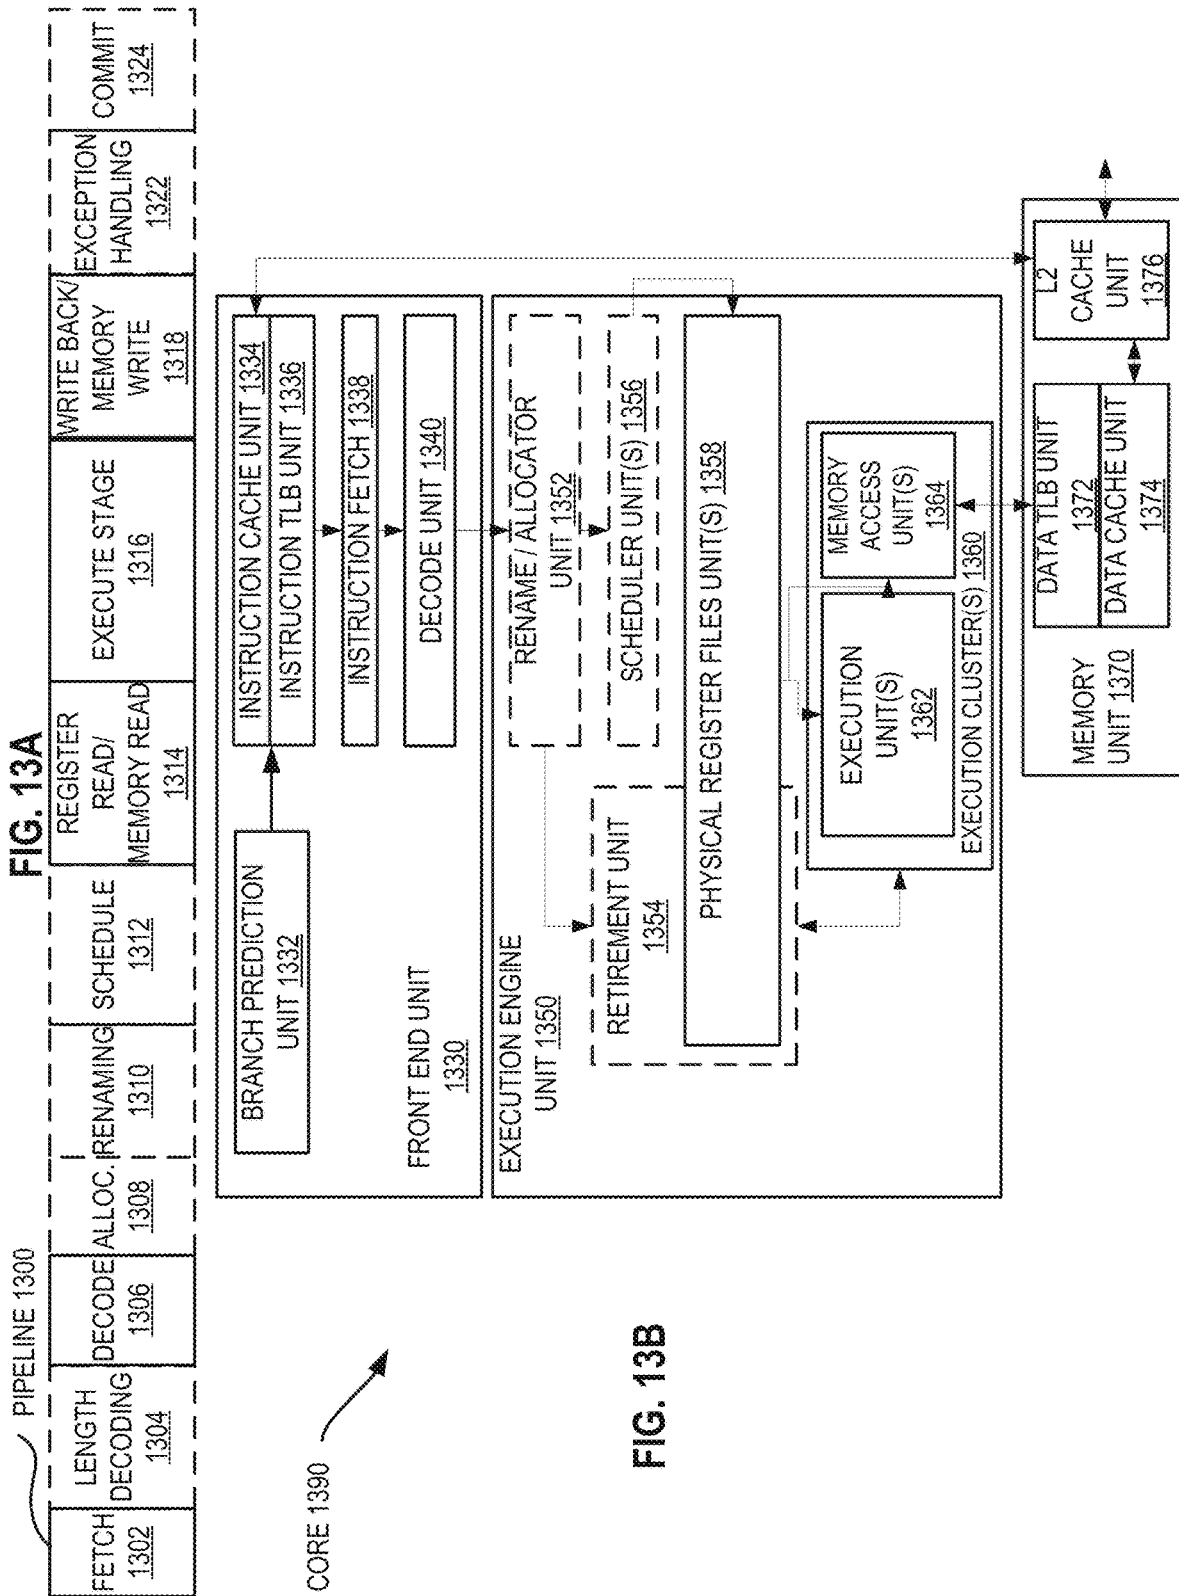 FIG. 13A
PIPELINE 1300
FETCH
1302
LENGTH
DECODING
1304
DECODE
1306
ALLOC.
1308
RENAMING
1310
SCHEDULE
1312
REGISTER
READ/
MEMORY READ
1314
EXECUTE STAGE
1316
WRITE BACK/
MEMORY
WRITE
1318
EXCEPTION
HANDLING
1322
COMMIT
1324
CORE 1390
FIG. 13B
BRANCH PREDICTION
UNIT 1332
INSTRUCTION CACHE UNIT 1334
INSTRUCTION TLB UNIT 1336
INSTRUCTION FETCH 1338
DECODE UNIT 1340
FRONT END UNIT
1330
EXECUTION ENGINE
UNIT 1350
RENAME / ALLOCATOR
UNIT 1352
SCHEDULER UNIT(S) 1356
RETIREMENT UNIT
1354
PHYSICAL REGISTER FILES UNIT(S) 1358
EXECUTION
UNIT(S)
1362
MEMORY
ACCESS
UNIT(S)
1364
EXECUTION CLUSTER(S) 1360
MEMORY
UNIT 1370
DATA TLB UNIT
1372
DATA CACHE UNIT
1374
L2
CACHE
UNIT
1376